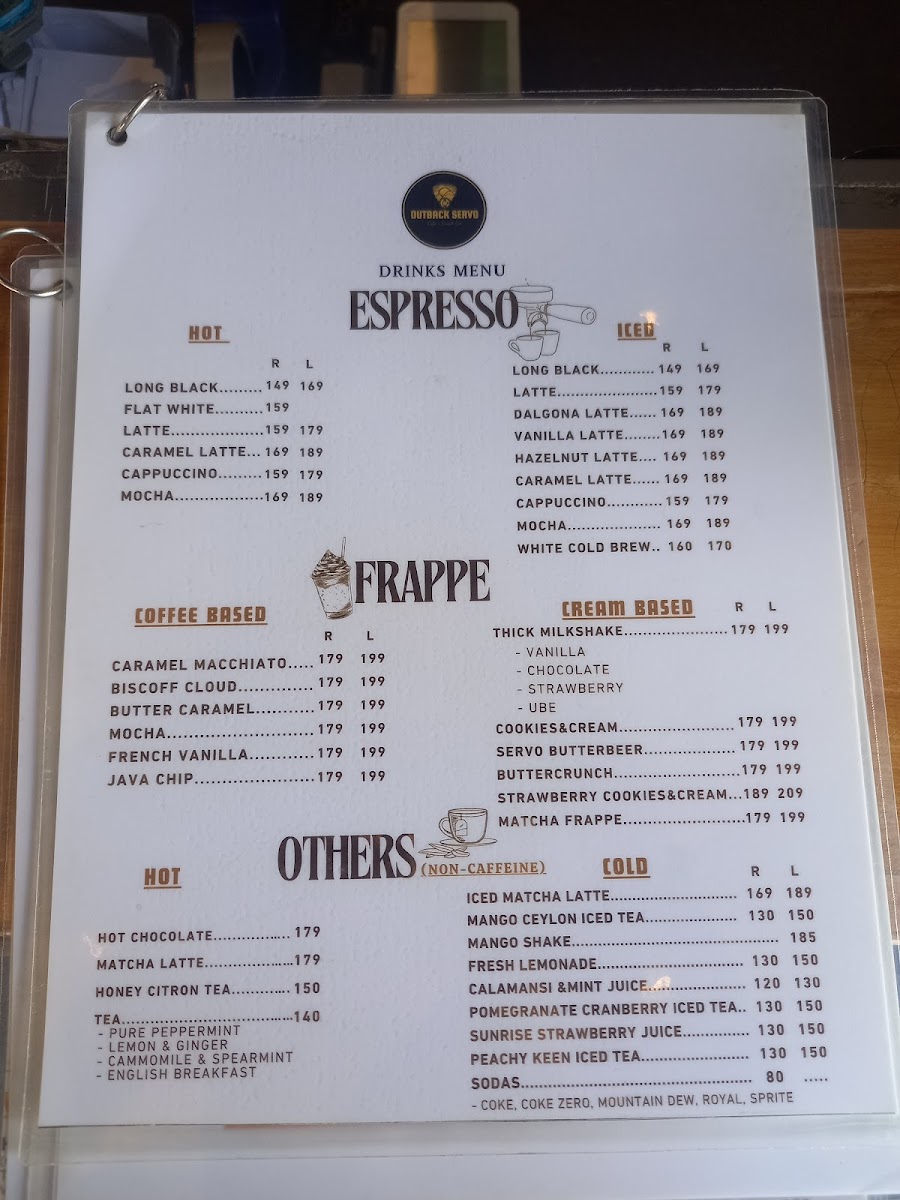 OUTBACK SERVO
DRINKS MENU
ESPRESSO
HOT
R L
LONG BLACK......... 149 169
FLAT WHITE.......... 159
LATTE................... 159 179
CARAMEL LATTE... 169 189
CAPPUCCINO......... 159 179
MOCHA.................. 169 189
ICED
R L
LONG BLACK............ 149 169
LATTE....................... 159 179
DALGONA LATTE...... 169 189
VANILLA LATTE........ 169 189
HAZELNUT LATTE.... 169 189
CARAMEL LATTE...... 169 189
CAPPUCCINO............ 159 179
MOCHA.................... 169 189
WHITE COLD BREW.. 160 170
FRAPPE
COFFEE BASED
R L
CARAMEL MACCHIATO..... 179 199
BISCOFF CLOUD.............. 179 199
BUTTER CARAMEL........... 179 199
MOCHA............................ 179 199
FRENCH VANILLA............ 179 199
JAVA CHIP....................... 179 199
CREAM BASED R L
THICK MILKSHAKE...................... 179 199
- VANILLA
- CHOCOLATE
- STRAWBERRY
- UBE
COOKIES&CREAM........................ 179 199
SERVO BUTTERBEER................... 179 199
BUTTERCRUNCH.......................... 179 199
STRAWBERRY COOKIES&CREAM... 189 209
MATCHA FRAPPE......................... 179 199
OTHERS (NON-CAFFEINE)
HOT
HOT CHOCOLATE................ 179
MATCHA LATTE................... 179
HONEY CITRON TEA............ 150
TEA.................................... 140
- PURE PEPPERMINT
- LEMON & GINGER
- CAMMOMILE & SPEARMINT
- ENGLISH BREAKFAST
COLD R L
ICED MATCHA LATTE............................ 169 189
MANGO CEYLON ICED TEA.................. 130 150
MANGO SHAKE......................................... 185
FRESH LEMONADE............................. 130 150
CALAMANSI &MINT JUICE.................... 120 130
POMEGRANATE CRANBERRY ICED TEA.. 130 150
SUNRISE STRAWBERRY JUICE............. 130 150
PEACHY KEEN ICED TEA...................... 130 150
SODAS................................................ 80 .....
- COKE, COKE ZERO, MOUNTAIN DEW, ROYAL, SPRITE